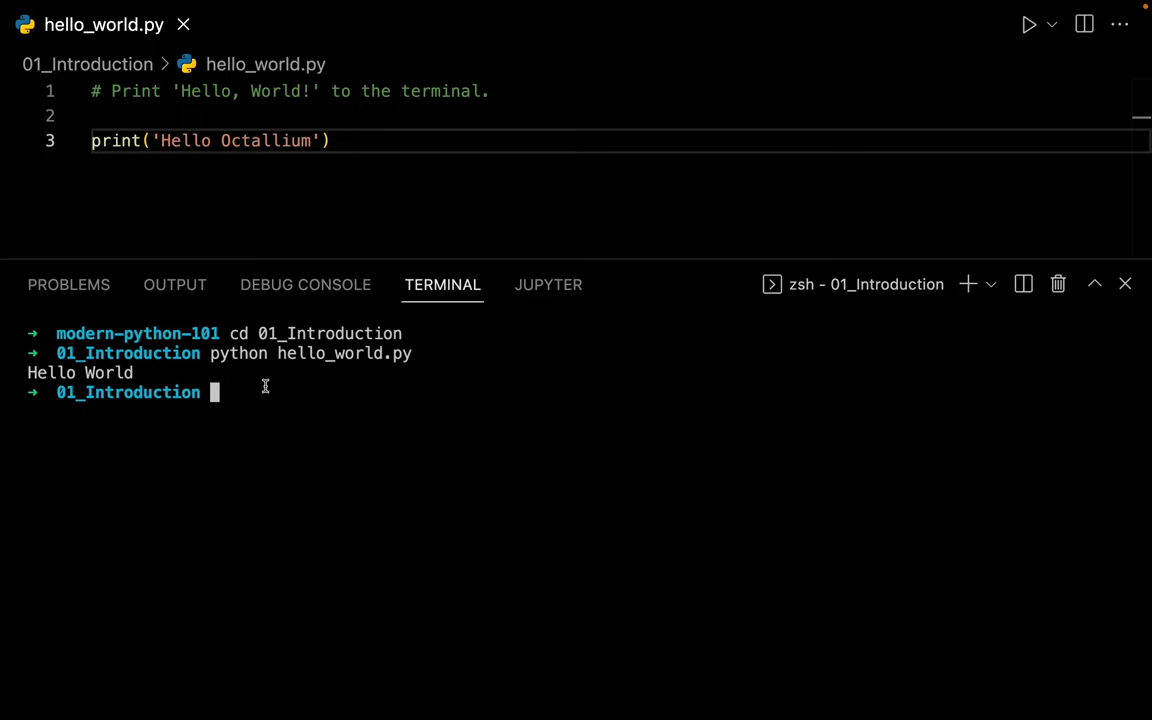 hello_world.py
01_Introduction > hello_world.py
1 # Print 'Hello, World!' to the terminal.
2
3 print('Hello Octallium')
PROBLEMS OUTPUT DEBUG CONSOLE TERMINAL JUPYTER zsh - 01_Introduction
→ modern-python-101 cd 01_Introduction
→ 01_Introduction python hello_world.py
Hello World
→ 01_Introduction